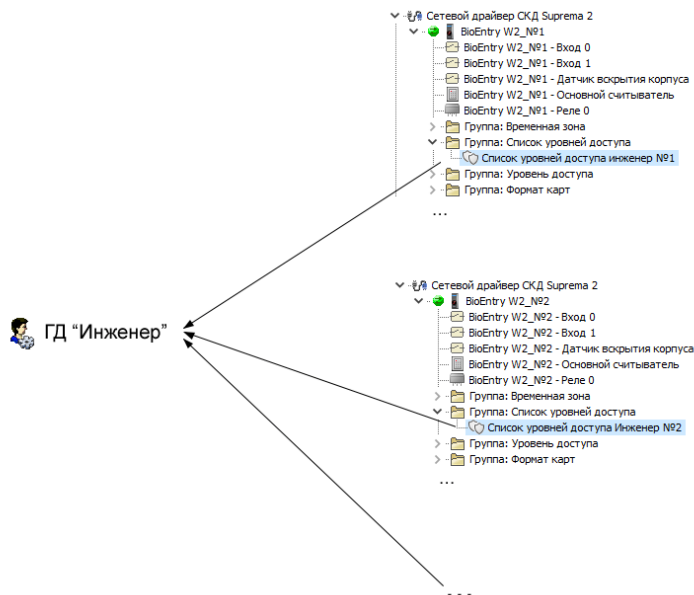 Сетевой драйвер СКД Suprema 2
BioEntry W2_№1
BioEntry W2_№1 - Вход 0
BioEntry W2_№1 - Вход 1
BioEntry W2_№1 - Датчик вскрытия корпуса
BioEntry W2_№1 - Основной считыватель
BioEntry W2_№1 - Реле 0
Группа: Временная зона
Группа: Список уровней доступа
Список уровней доступа инженер №1
Группа: Уровень доступа
Группа: Формат карт
...
ГД “Инженер”
Сетевой драйвер СКД Suprema 2
BioEntry W2_№2
BioEntry W2_№2 - Вход 0
BioEntry W2_№2 - Вход 1
BioEntry W2_№2 - Датчик вскрытия корпуса
BioEntry W2_№2 - Основной считыватель
BioEntry W2_№2 - Реле 0
Группа: Временная зона
Группа: Список уровней доступа
Список уровней доступа Инженер №2
Группа: Уровень доступа
Группа: Формат карт
...
...